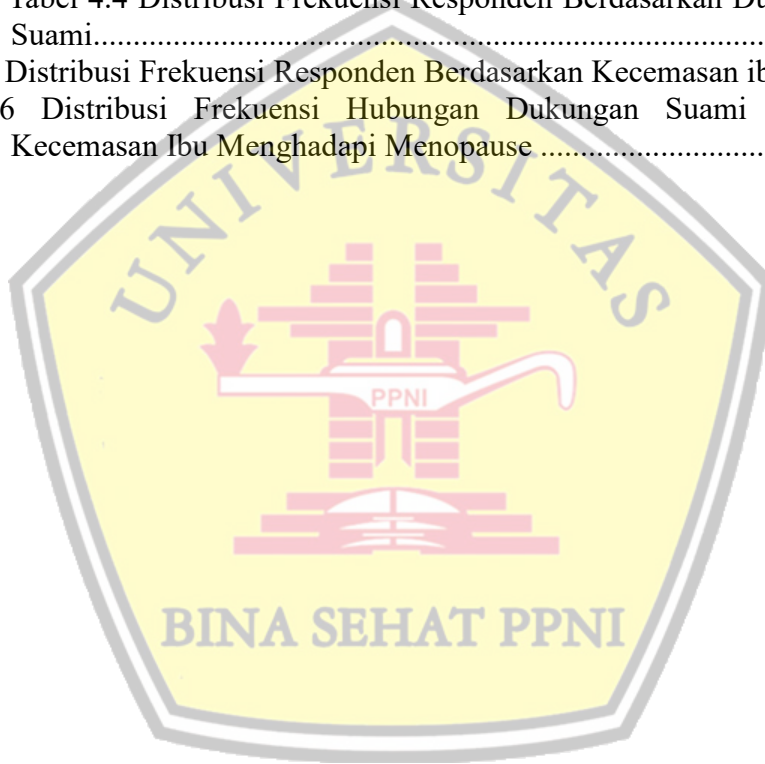 Tabel 4.4 Distribusi Frekuensi Responden Berdasarkan Du
Suami....................................................................................
Distribusi Frekuensi Responden Berdasarkan Kecemasan ib
6 Distribusi Frekuensi Hubungan Dukungan Suami
Kecemasan Ibu Menghadapi Menopause ............................
UNIVERSITAS
PPNI
BINA SEHAT PPNI